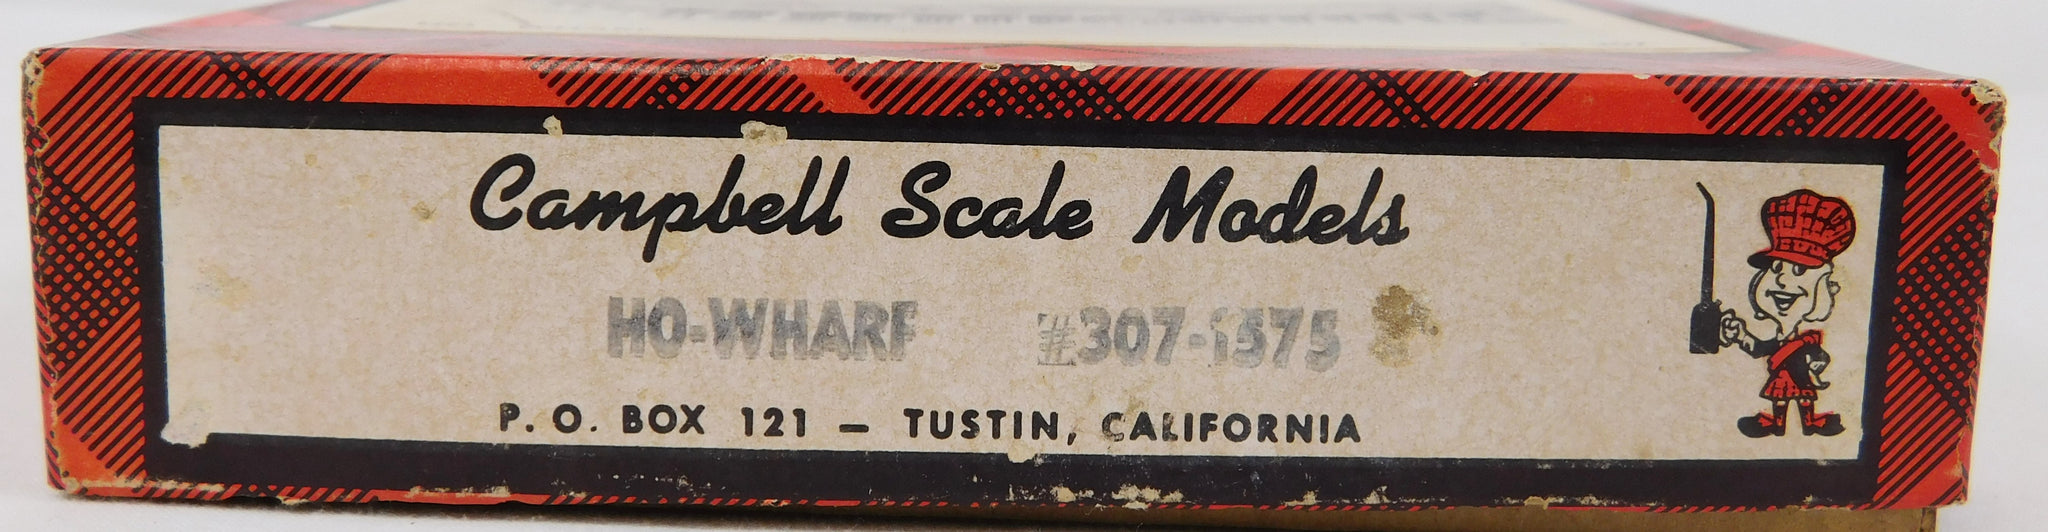 Campbell Scale Models
HO-WHARF #307-1575
P. O. BOX 121 — TUSTIN, CALIFORNIA